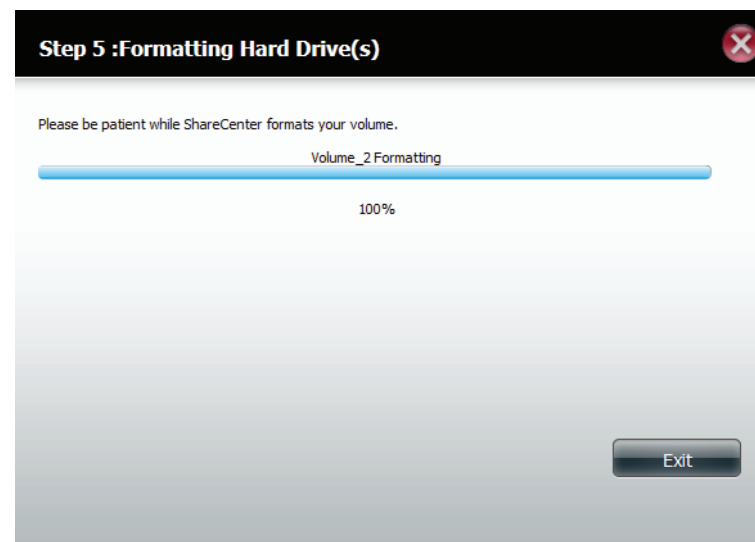 Step 5 :Formatting Hard Drive(s)
Please be patient while ShareCenter formats your volume.
Volume_2 Formatting
100%
Exit